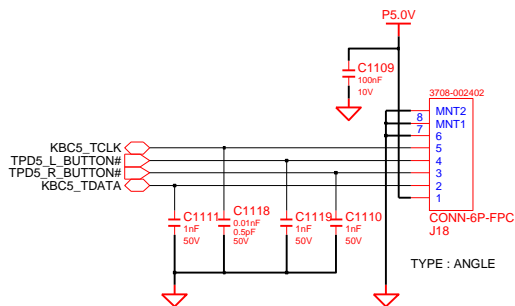 P5.0V
C1109
100nF
10V
3708-002402
MNT2
8
MNT1
7
6
KBC5_TCLK
5
TPD5_L_BUTTON#
4
TPD5_R_BUTTON#
3
KBC5_TDATA
2
1
C1111
1nF
50V
C1118
0.01nF
0.5pF
50V
C1119
1nF
50V
C1110
1nF
50V
CONN-6P-FPC
J18
TYPE : ANGLE